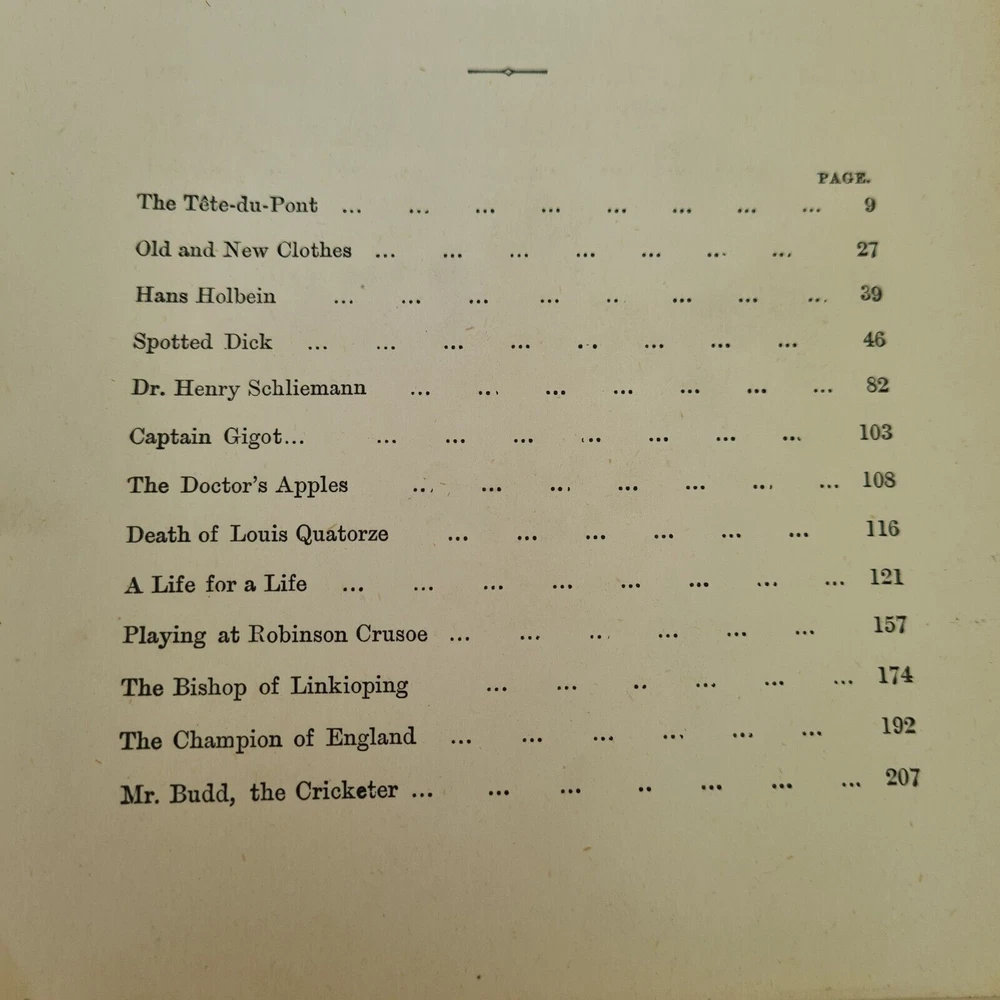 PAGE.
The Tête-du-Pont ... ... ... ... ... ... ... ... 9
Old and New Clothes ... ... ... ... ... ... ... 27
Hans Holbein ... ... ... ... .. ... ... ... 39
Spotted Dick ... ... ... ... ... ... ... ... 46
Dr. Henry Schliemann ... ... ... ... ... ... ... 82
Captain Gigot... ... ... ... ... ... ... ... 103
The Doctor's Apples ... ... ... ... ... ... ... 108
Death of Louis Quatorze ... ... ... ... ... ... 116
A Life for a Life ... ... ... ... ... ... ... ... 121
Playing at Robinson Crusoe ... ... ... ... ... ... 157
The Bishop of Linkioping ... ... .. ... ... ... 174
The Champion of England ... ... ... ... ... ... 192
Mr. Budd, the Cricketer ... ... ... .. ... ... ... 207